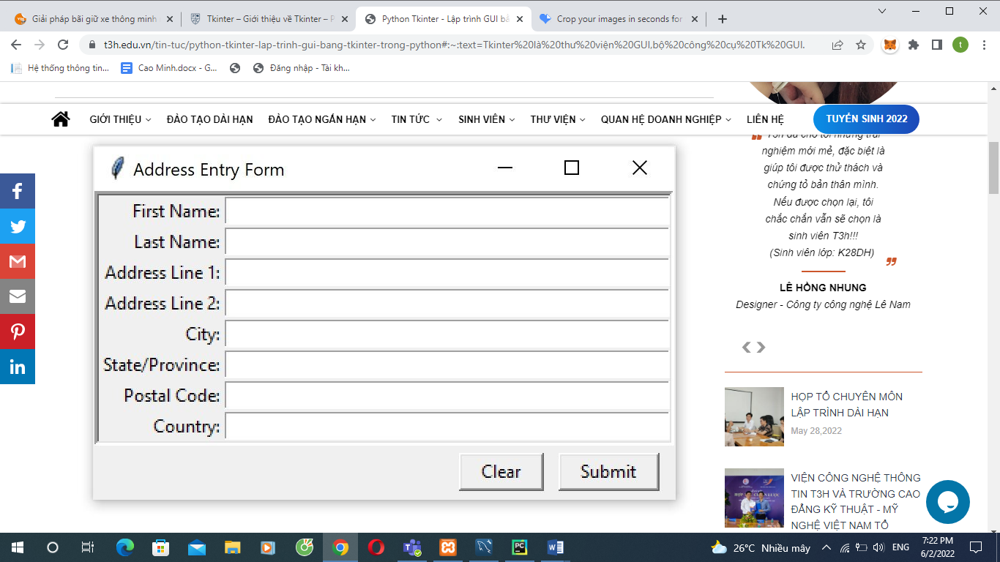 Giải pháp bãi giữ xe thông minh
Tkinter – Giới thiệu về Tkinter – P
Python Tkinter - Lập trình GUI bằ
Crop your images in seconds for
t3h.edu.vn/tin-tuc/python-tkinter-lap-trinh-gui-bang-tkinter-trong-python#:~:text=Tkinter%20là%20thư%20viện%20GUI,bộ%20công%20cụ%20Tk%20GUI.
t
Hệ thống thông tin...
Cao Minh.docx - G...
Đăng nhập - Tài kh...
GIỚI THIỆU
ĐÀO TẠO DÀI HẠN
ĐÀO TẠO NGẮN HẠN
TIN TỨC
SINH VIÊN
THƯ VIỆN
QUAN HỆ DOANH NGHIỆP
LIÊN HỆ
TUYỂN SINH 2022
Address Entry Form
First Name:
Last Name:
Address Line 1:
Address Line 2:
City:
State/Province:
Postal Code:
Country:
Clear
Submit
T3h đã cho tôi những trải
nghiệm mới mẻ, đặc biệt là
giúp tôi được thử thách và
chứng tỏ bản thân mình.
Nếu được chọn lại, tôi
chắc chắn vẫn sẽ chọn là
sinh viên T3h!!!
(Sinh viên lớp: K28DH)
LÊ HỒNG NHUNG
Designer - Công ty công nghệ Lê Nam
HỌP TỔ CHUYÊN MÔN
LẬP TRÌNH DÀI HẠN
May 28,2022
VIỆN CÔNG NGHỆ THÔNG
TIN T3H VÀ TRƯỜNG CAO
ĐẲNG KỸ THUẬT - MỸ
NGHỆ VIỆT NAM TỔ
26°C Nhiều mây
ENG
7:22 PM
6/2/2022